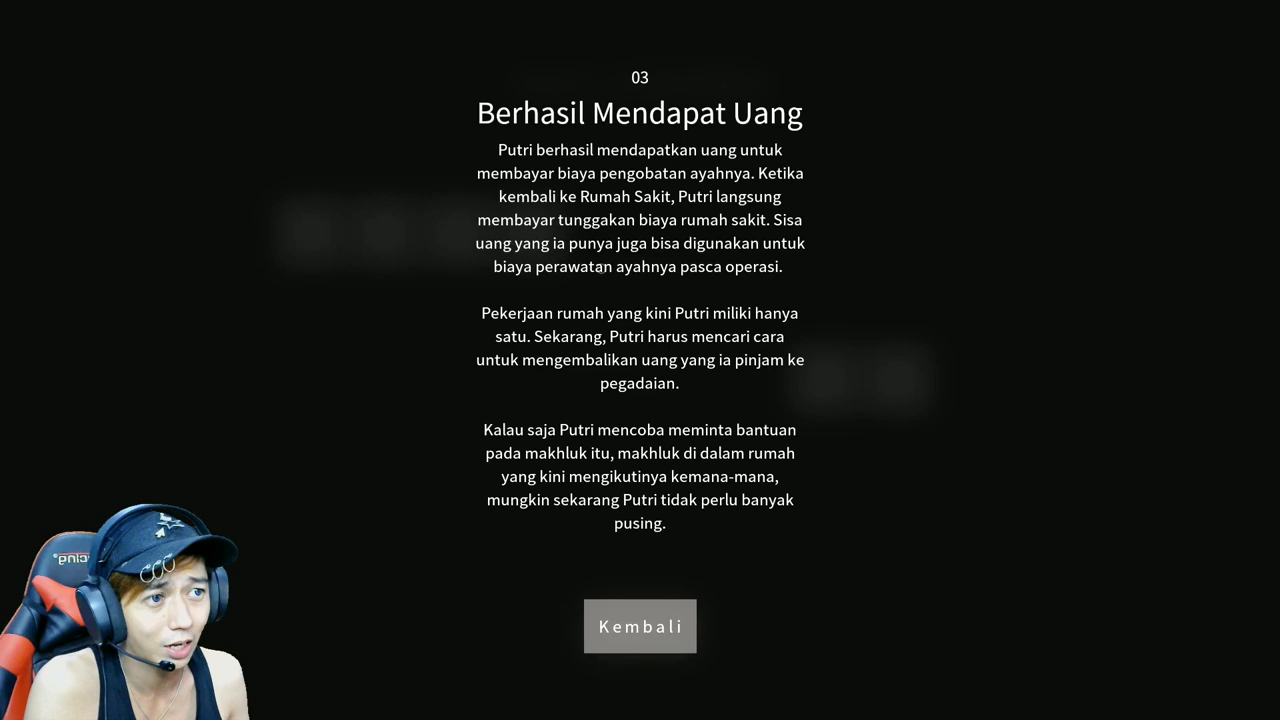 03
Berhasil Mendapat Uang
Putri berhasil mendapatkan uang untuk
membayar biaya pengobatan ayahnya. Ketika
kembali ke Rumah Sakit, Putri langsung
membayar tunggakan biaya rumah sakit. Sisa
uang yang ia punya juga bisa digunakan untuk
biaya perawatan ayahnya pasca operasi.
Pekerjaan rumah yang kini Putri miliki hanya
satu. Sekarang, Putri harus mencari cara
untuk mengembalikan uang yang ia pinjam ke
pegadaian.
Kalau saja Putri mencoba meminta bantuan
pada makhluk itu, makhluk di dalam rumah
yang kini mengikutinya kemana-mana,
mungkin sekarang Putri tidak perlu banyak
pusing.
Kembali